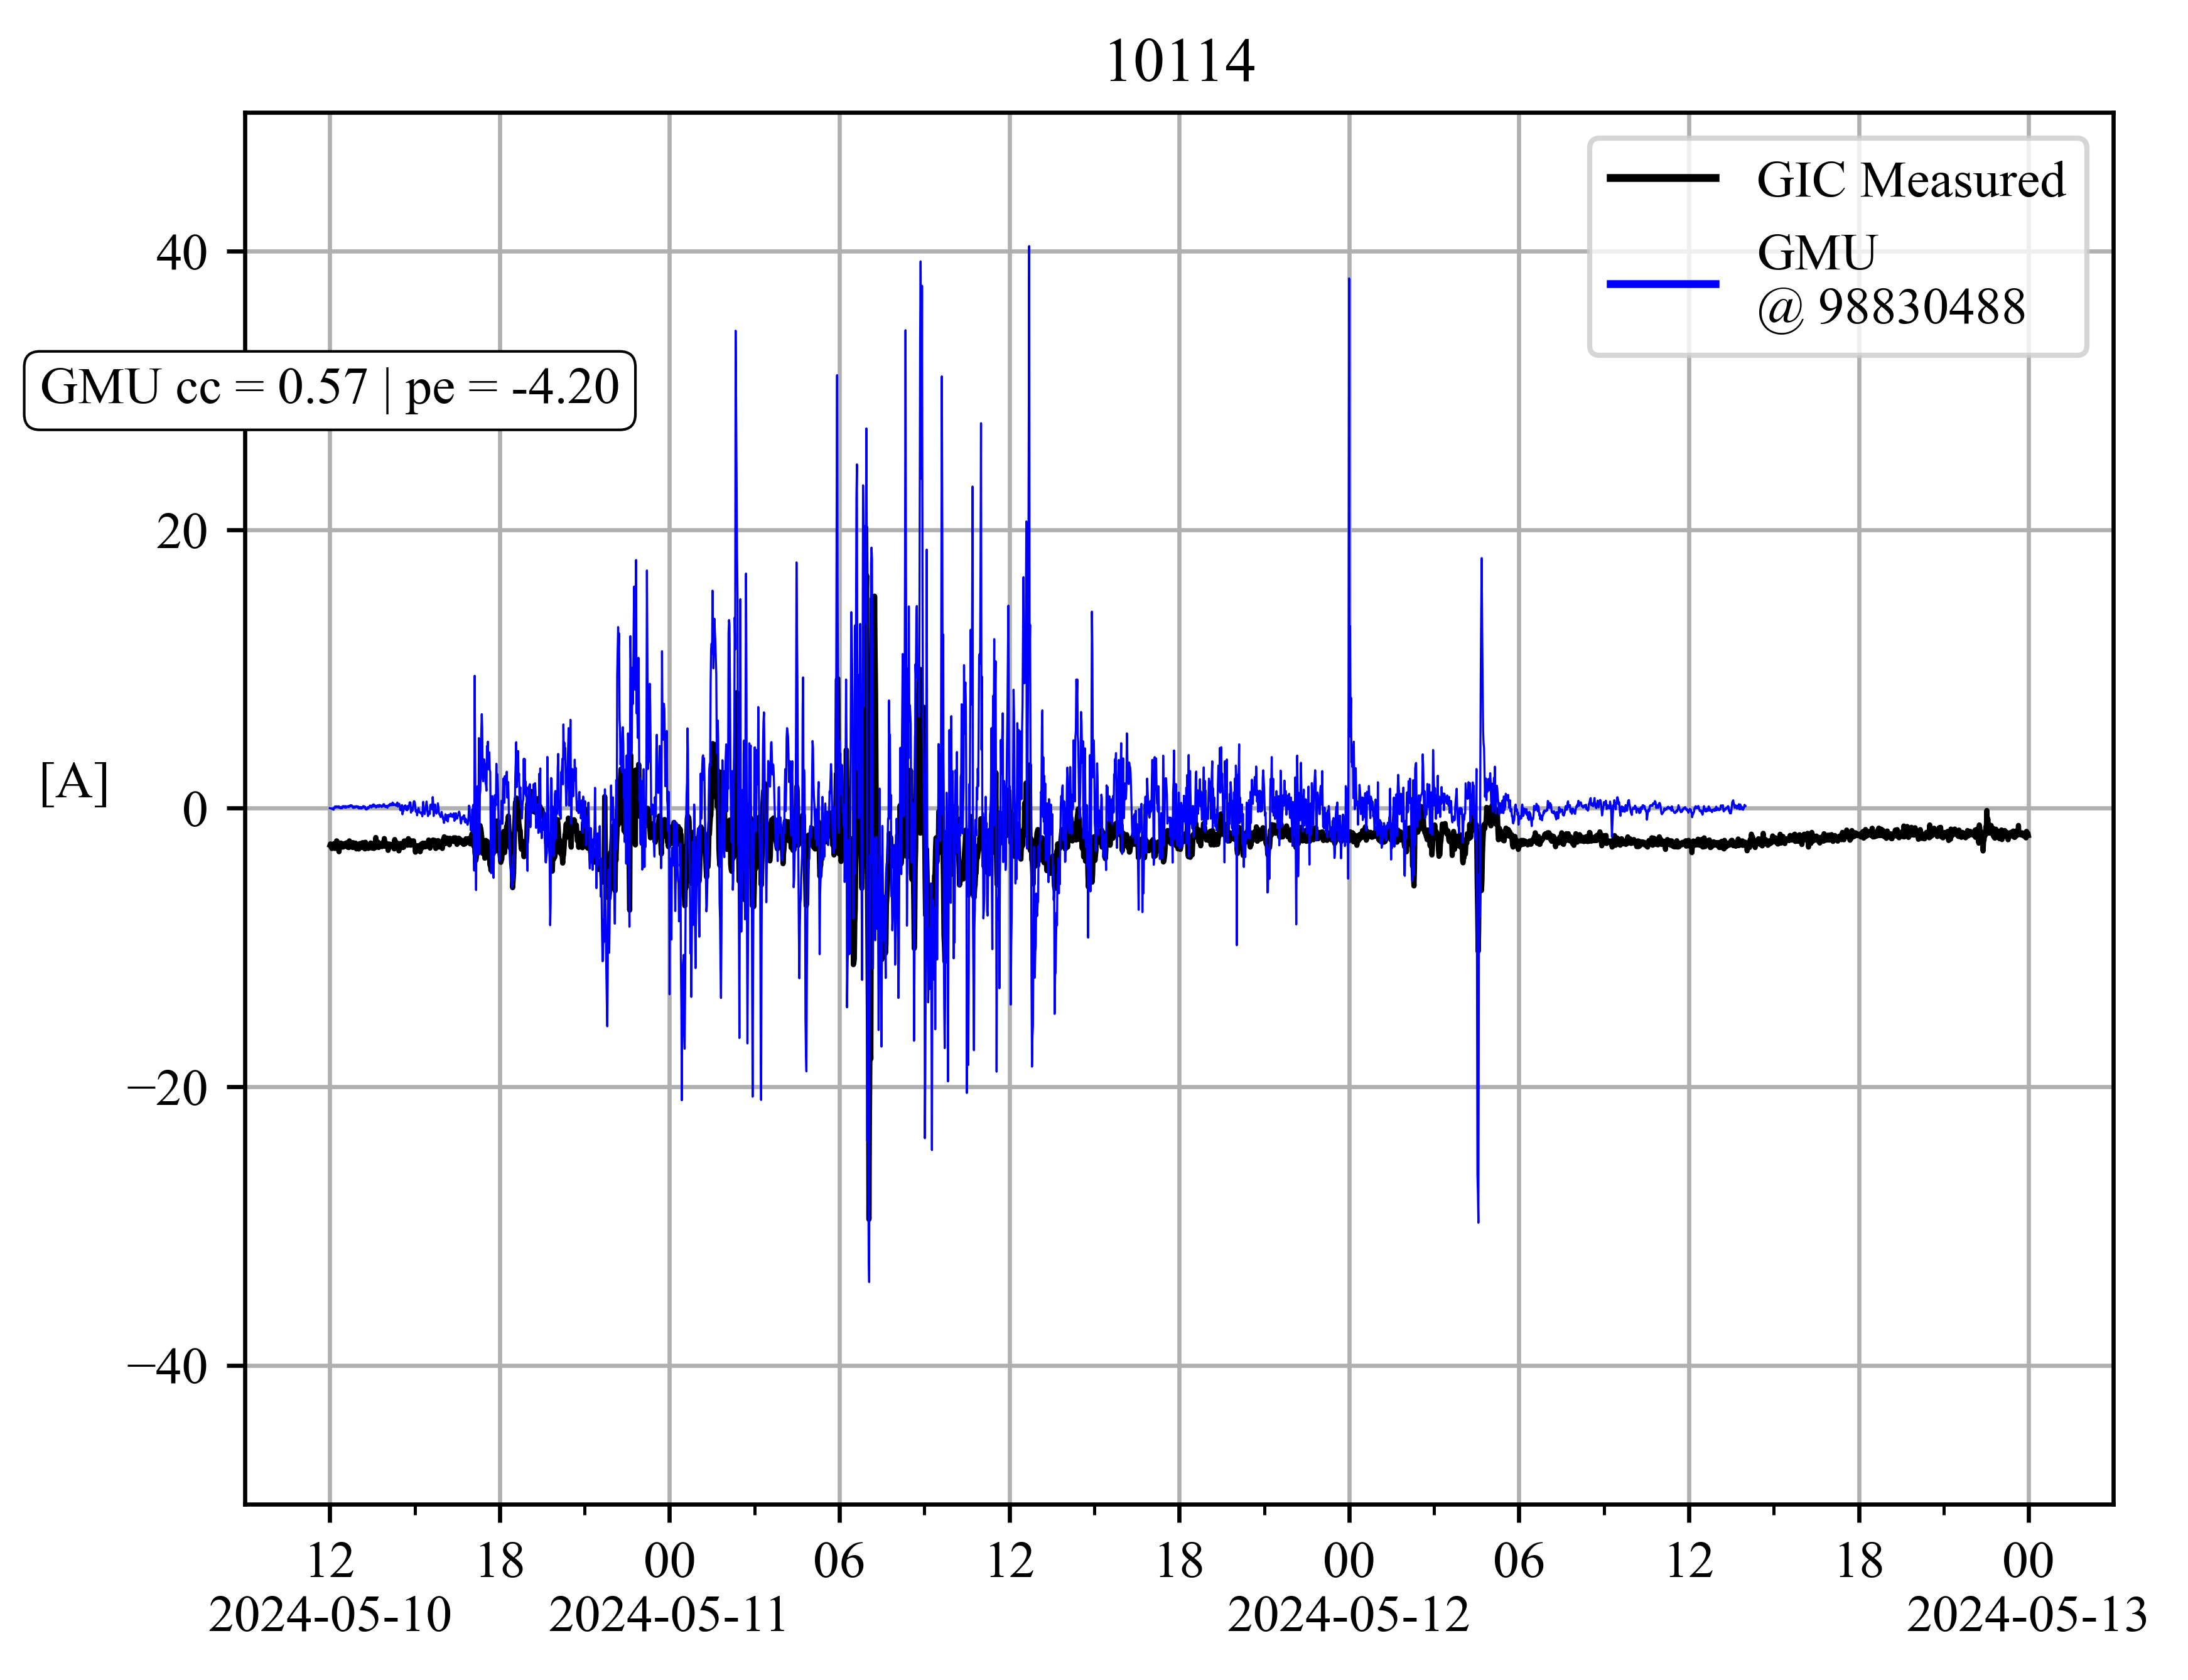 10114
GIC Measured
GMU
@ 98830488
GMU cc = 0.57 | pe = -4.20
[A]
40
20
0
−20
−40
12 18 00 06 12 18 00 06 12 18 00
2024-05-10 2024-05-11 2024-05-12 2024-05-13